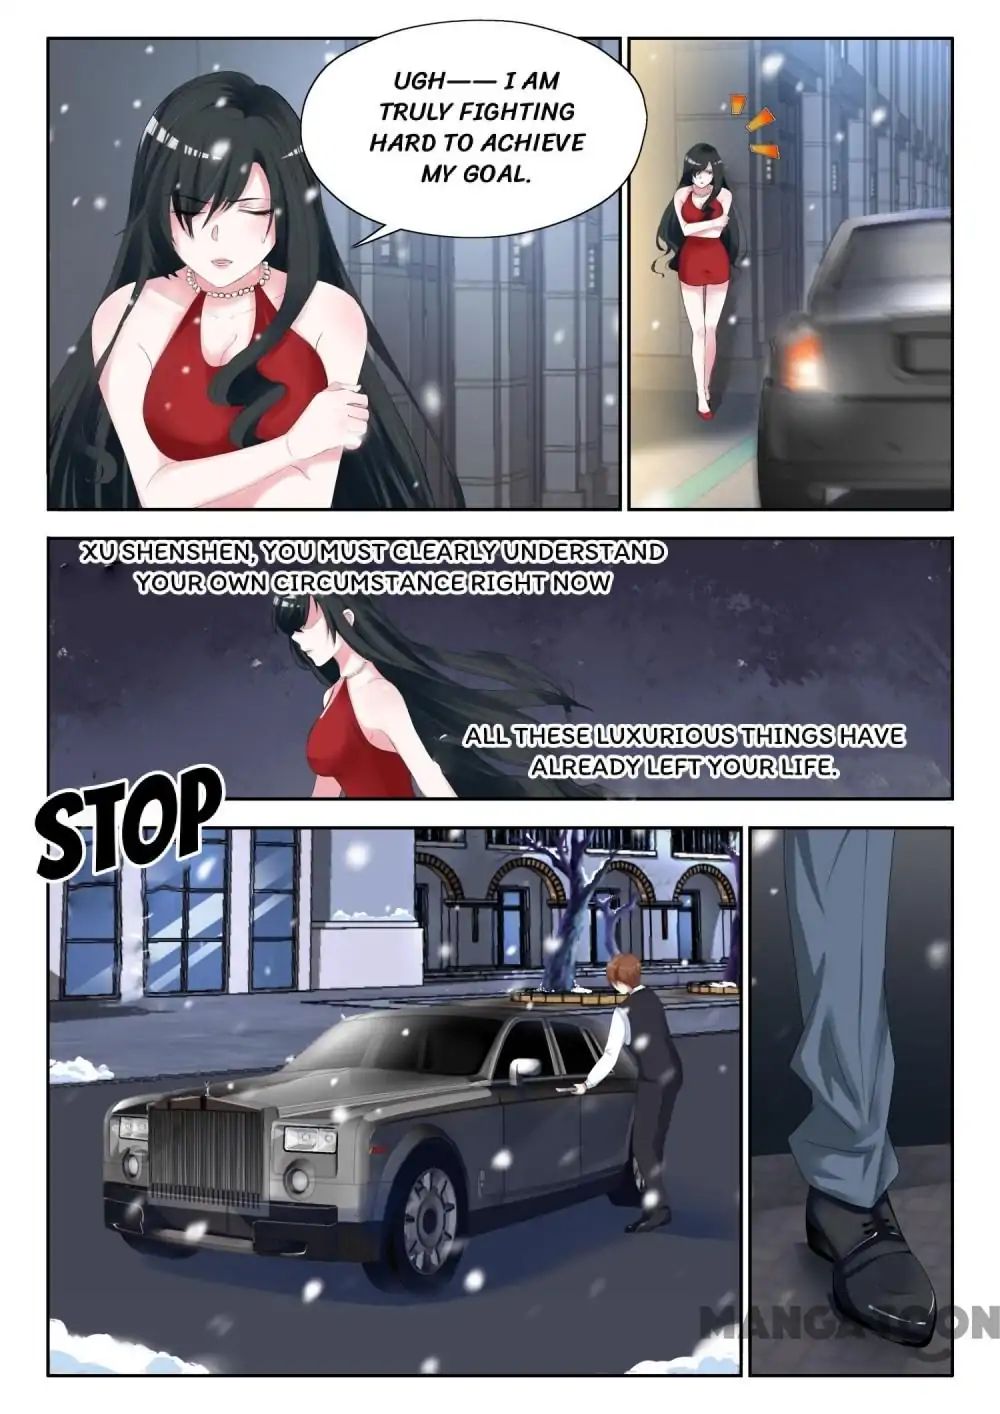 UGH—— I AM
TRULY FIGHTING
HARD TO ACHIEVE
MY GOAL.
XU SHENSHEN, YOU MUST CLEARLY UNDERSTAND
YOUR OWN CIRCUMSTANCE RIGHT NOW
ALL THESE LUXURIOUS THINGS HAVE
ALREADY LEFT YOUR LIFE.
STOP
MANGATOON